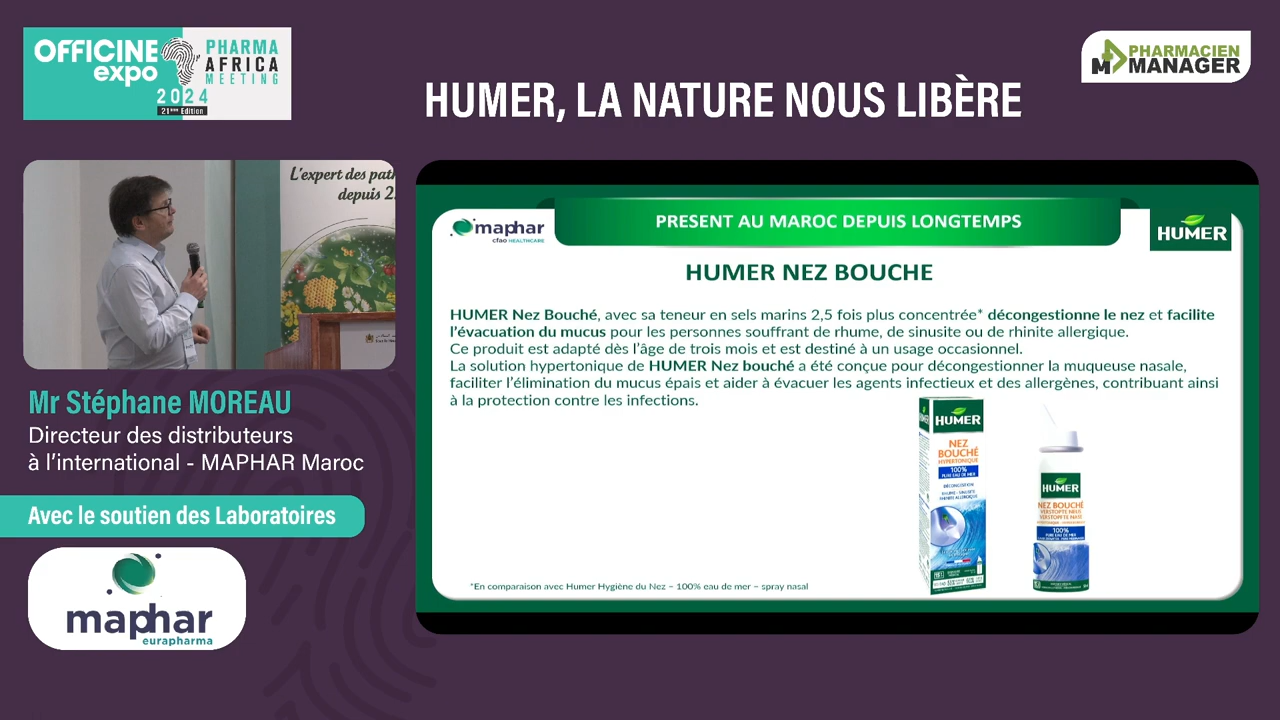 OFFICINE
expo
PHARMA
AFRICA
MEETING
2024
21ème Edition
PHARMACIEN
MANAGER
HUMER, LA NATURE NOUS LIBÈRE
L'expert des
depuis 2
Mr Stéphane MOREAU
Directeur des distributeurs
à l'international - MAPHAR Maroc
Avec le soutien des Laboratoires
maphar
eurapharma
maphar
cfao HEALTHCARE
PRESENT AU MAROC DEPUIS LONGTEMPS
HUMER
HUMER NEZ BOUCHE
HUMER Nez Bouché, avec sa teneur en sels marins 2,5 fois plus concentrée* décongestionne le nez et facilite
l'évacuation du mucus pour les personnes souffrant de rhume, de sinusite ou de rhinite allergique.
Ce produit est adapté dès l'âge de trois mois et est destiné à un usage occasionnel.
La solution hypertonique de HUMER Nez bouché a été conçue pour décongestionner la muqueuse nasale,
faciliter l'élimination du mucus épais et aider à évacuer les agents infectieux et des allergènes, contribuant ainsi
à la protection contre les infections.
HUMER
NEZ
BOUCHÉ
HYPERTONIQUE
100%
PURE EAU DE MER
DÉCONGESTION
RHUME - SINUSITE
RHINITE ALLERGIQUE
HUMER
NEZ BOUCHÉ
VERSTOPTE NEUS
VERSTOPFTE NASE
100%
PURE EAU DE MER
*En comparaison avec Humer Hygiène du Nez – 100% eau de mer – spray nasal